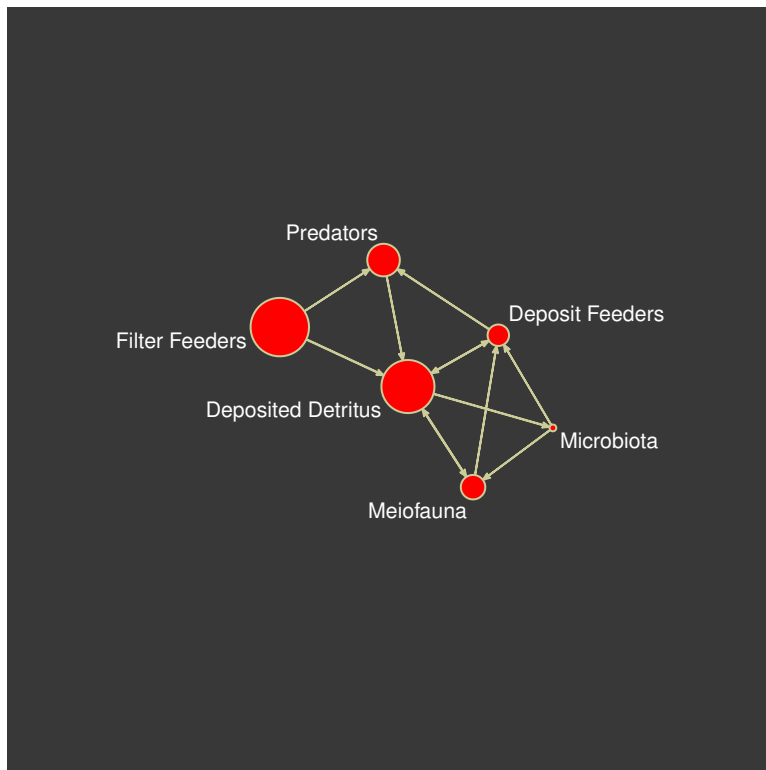 Predators
Deposit Feeders
Filter Feeders
Deposited Detritus
Microbiota
Meiofauna